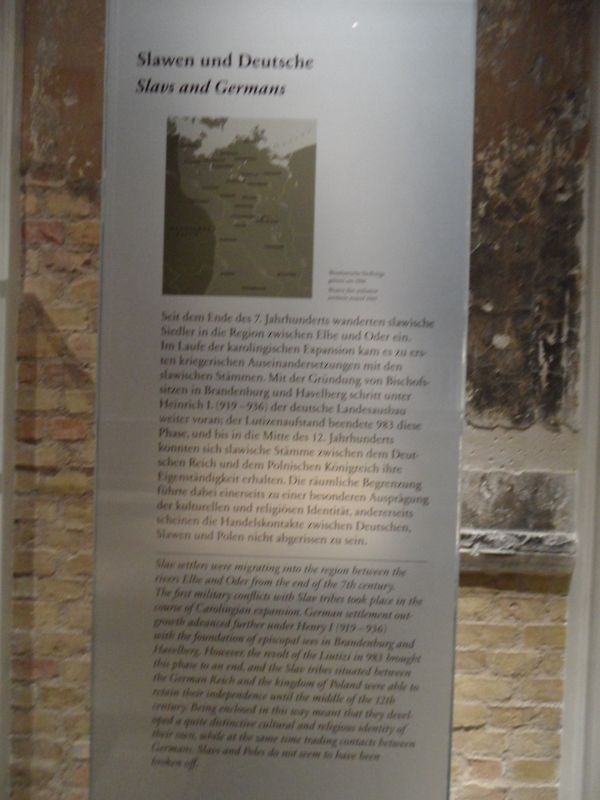 Slawen und Deutsche
Slavs and Germans
Westslawische Siedlungs-
gebiete um 1000
Western Slav settlement
around 1000
Seit dem Ende des 7. Jahrhunderts wanderten slawische
Siedler in die Region zwischen Elbe und Oder ein.
Im Laufe der karolingischen Expansion kam es zu ers-
ten kriegerischen Auseinandersetzungen mit den
slawischen Stämmen. Mit der Gründung von Bischofs-
sitzen in Brandenburg und Havelberg schritt unter
Heinrich I. (919–936) der deutsche Landesausbau
weiter voran; der Lutizenaufstand beendete 983 diese
Phase, und bis in die Mitte des 12. Jahrhunderts
konnten sich slawische Stämme zwischen dem Deut-
schen Reich und dem Polnischen Königreich ihre
Eigenständigkeit erhalten. Die räumliche Begrenzung
führte dabei einerseits zu einer besonderen Ausprägung
der kulturellen und religiösen Identität, andererseits
scheinen die Handelskontakte zwischen Deutschen,
Slawen und Polen nicht abgerissen zu sein.
Slav settlers were migrating into the region between the
rivers Elbe and Oder from the end of the 7th century.
The first military conflicts with Slav tribes took place in the
course of Carolingian expansion. German settlement out-
growth advanced further under Henry I (919–936)
with the foundation of episcopal sees in Brandenburg and
Havelberg. However, the revolt of the Liutizi in 983 brought
this phase to an end, and the Slav tribes situated between
the German Reich and the kingdom of Poland were able to
retain their independence until the middle of the 12th
century. Being enclosed in this way meant that they devel-
oped a quite distinctive cultural and religious identity of
their own, while at the same time trading contacts between
Germans, Slavs and Poles do not seem to have been
broken off.